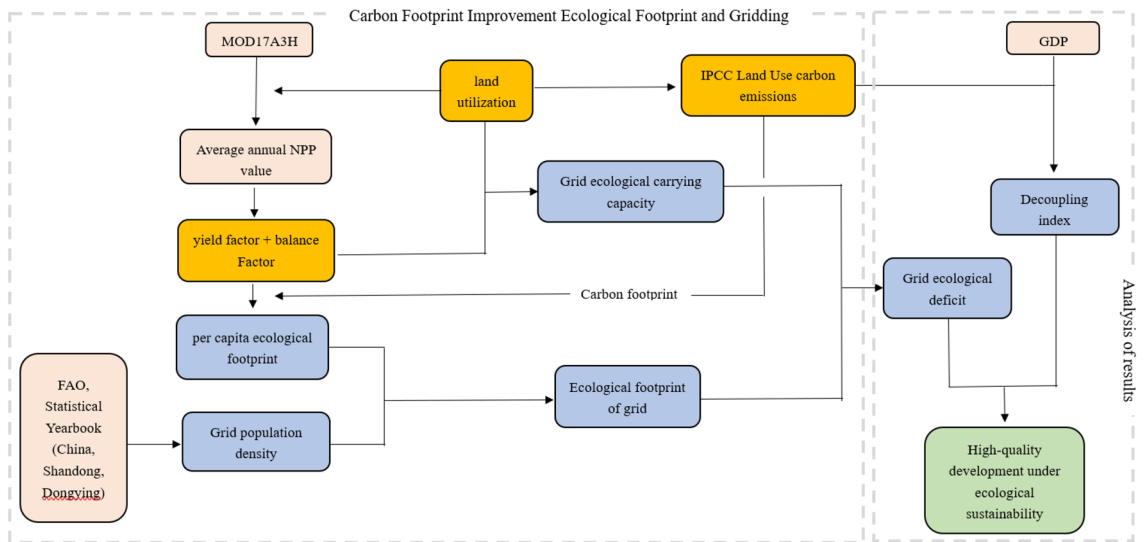 Carbon Footprint Improvement Ecological Footprint and Gridding
MOD17A3H
GDP
land
utilization
IPCC Land Use carbon
emissions
Average annual NPP
value
Grid ecological carrying
capacity
Decoupling
index
yield factor + balance
Factor
Grid ecological
deficit
Carbon footprint
Analysis of results
per capita ecological
footprint
FAO,
Statistical
Yearbook
(China,
Shandong,
Dongying)
Ecological footprint
of grid
Grid population
density
High-quality
development under
ecological
sustainability